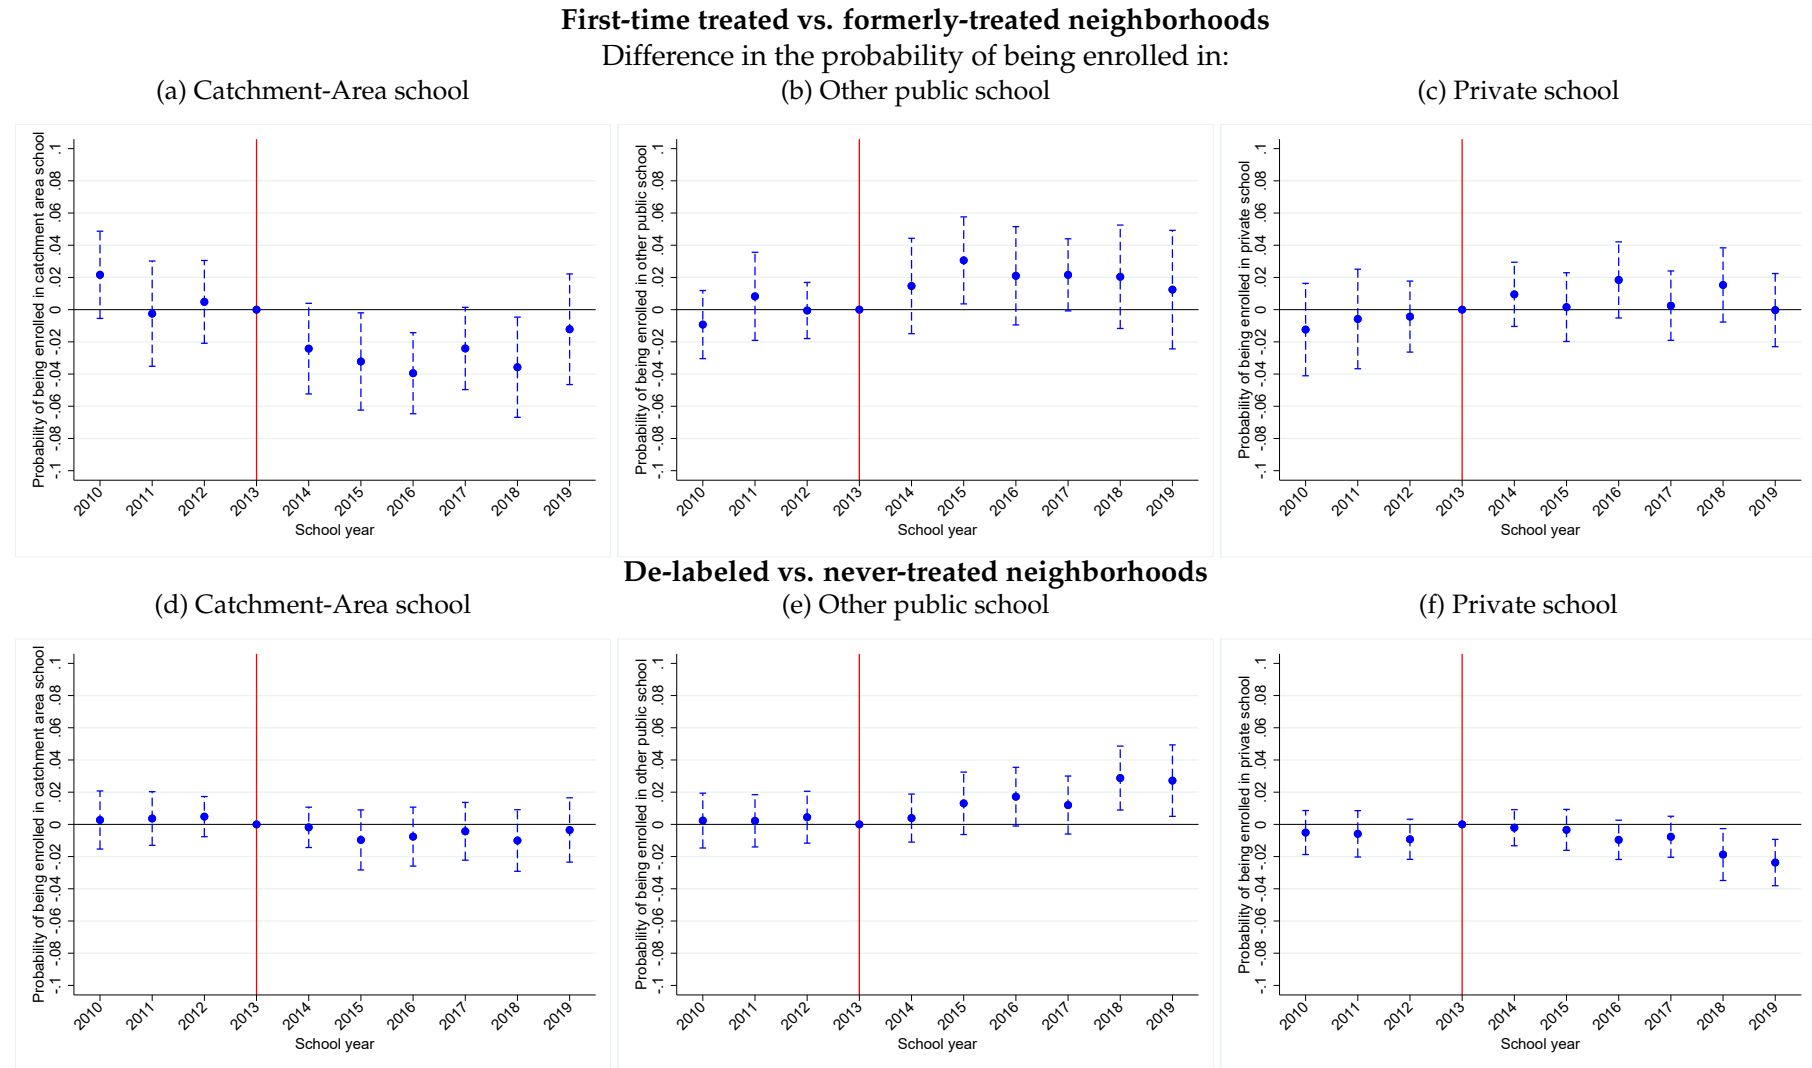 First-time treated vs. formerly-treated neighborhoods
Difference in the probability of being enrolled in:
(a) Catchment-Area school
Probability of being enrolled in catchment area school
.1
.08
.06
.04
.02
0
-.02
-.04
-.06
-.08
-.1
2010 2011 2012 2013 2014 2015 2016 2017 2018 2019
School year
(b) Other public school
Probability of being enrolled in other public school
.1
.08
.06
.04
.02
0
-.02
-.04
-.06
-.08
-.1
2010 2011 2012 2013 2014 2015 2016 2017 2018 2019
School year
(c) Private school
Probability of being enrolled in private school
.1
.08
.06
.04
.02
0
-.02
-.04
-.06
-.08
-.1
2010 2011 2012 2013 2014 2015 2016 2017 2018 2019
School year
De-labeled vs. never-treated neighborhoods
(d) Catchment-Area school
Probability of being enrolled in catchment area school
.1
.08
.06
.04
.02
0
-.02
-.04
-.06
-.08
-.1
2010 2011 2012 2013 2014 2015 2016 2017 2018 2019
School year
(e) Other public school
Probability of being enrolled in other public school
.1
.08
.06
.04
.02
0
-.02
-.04
-.06
-.08
-.1
2010 2011 2012 2013 2014 2015 2016 2017 2018 2019
School year
(f) Private school
Probability of being enrolled in private school
.1
.08
.06
.04
.02
0
-.02
-.04
-.06
-.08
-.1
2010 2011 2012 2013 2014 2015 2016 2017 2018 2019
School year